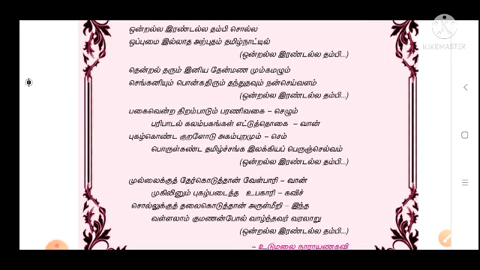 ஒன்றல்ல இரண்டல்ல தம்பி சொல்ல
ஒப்புமை இல்லாத அற்புதம் தமிழ்நாட்டில்
(ஒன்றல்ல இரண்டல்ல தம்பி...)
தென்றல் தரும் இனிய தேன்மண மும்கமழும்
செங்கனியும் பொன்கதிரும் தந்துதவும் நன்செய்வளம்
(ஒன்றல்ல இரண்டல்ல தம்பி...)
பகைவென்ற திறம்பாடும் பரணிவகை – செழும்
பரிபாடல் கலம்பகங்கள் எட்டுத்தொகை – வான்
புகழ்கொண்ட குறளோடு அகம்புறமும் – செம்
பொருள்கண்ட தமிழ்ச்சங்க இலக்கியப் பெருஞ்செல்வம்
(ஒன்றல்ல இரண்டல்ல தம்பி...)
முல்லைக்குத் தேர்கொடுத்தான் வேள்பாரி – வான்
முகிலினும் புகழ்படைத்த உபகாரி – கவிச்
சொல்லுக்குத் தலைகொடுத்தான் அருள்மீறி – இந்த
வள்ளலாம் குமணன்போல் வாழ்ந்தவர் வரலாறு
(ஒன்றல்ல இரண்டல்ல தம்பி...)
– உடுமலை நாராயணகவி
KINEMASTER